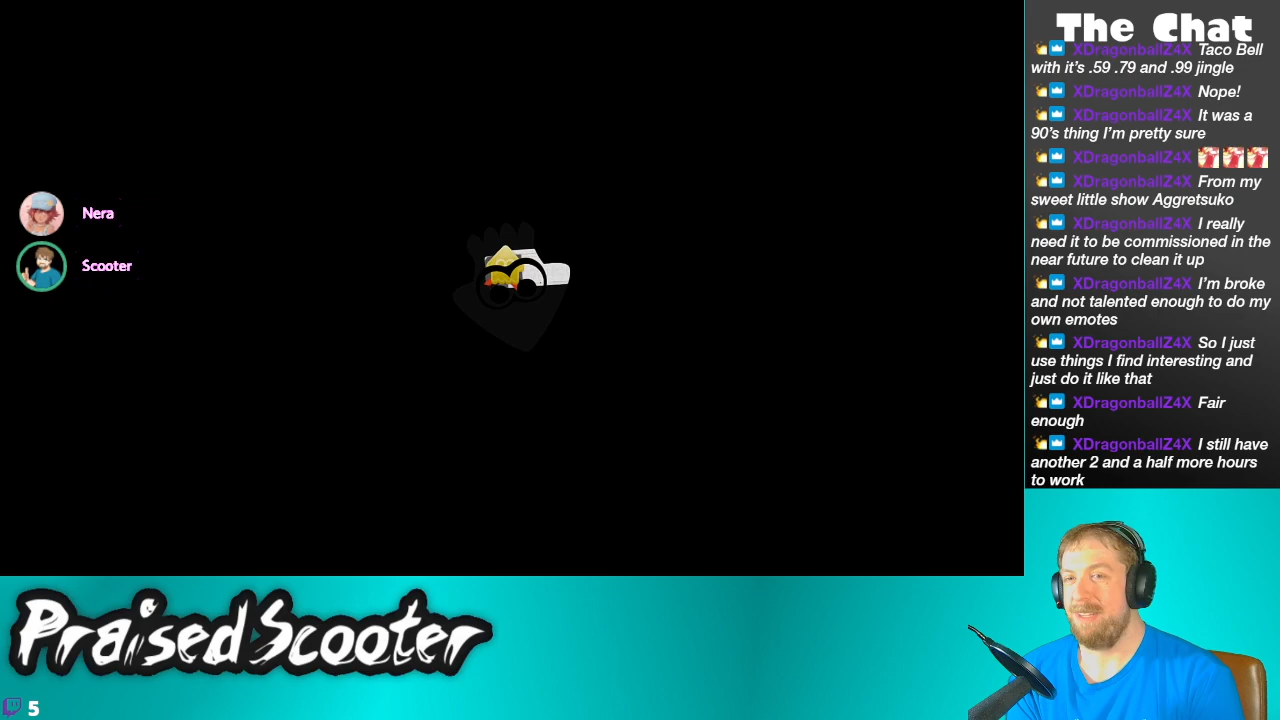 The Chat
XDragonballZ4X Taco Bell
with it's .59 .79 and .99 jingle
XDragonballZ4X Nope!
XDragonballZ4X It was a
90's thing I'm pretty sure
XDragonballZ4X
XDragonballZ4X From my
sweet little show Aggretsuko
XDragonballZ4X I really
need it to be commissioned in the
near future to clean it up
XDragonballZ4X I'm broke
and not talented enough to do my
own emotes
XDragonballZ4X So I just
use things I find interesting and
just do it like that
XDragonballZ4X Fair
enough
XDragonballZ4X I still have
another 2 and a half more hours
to work
Nera
Scooter
PraisedScooter
5